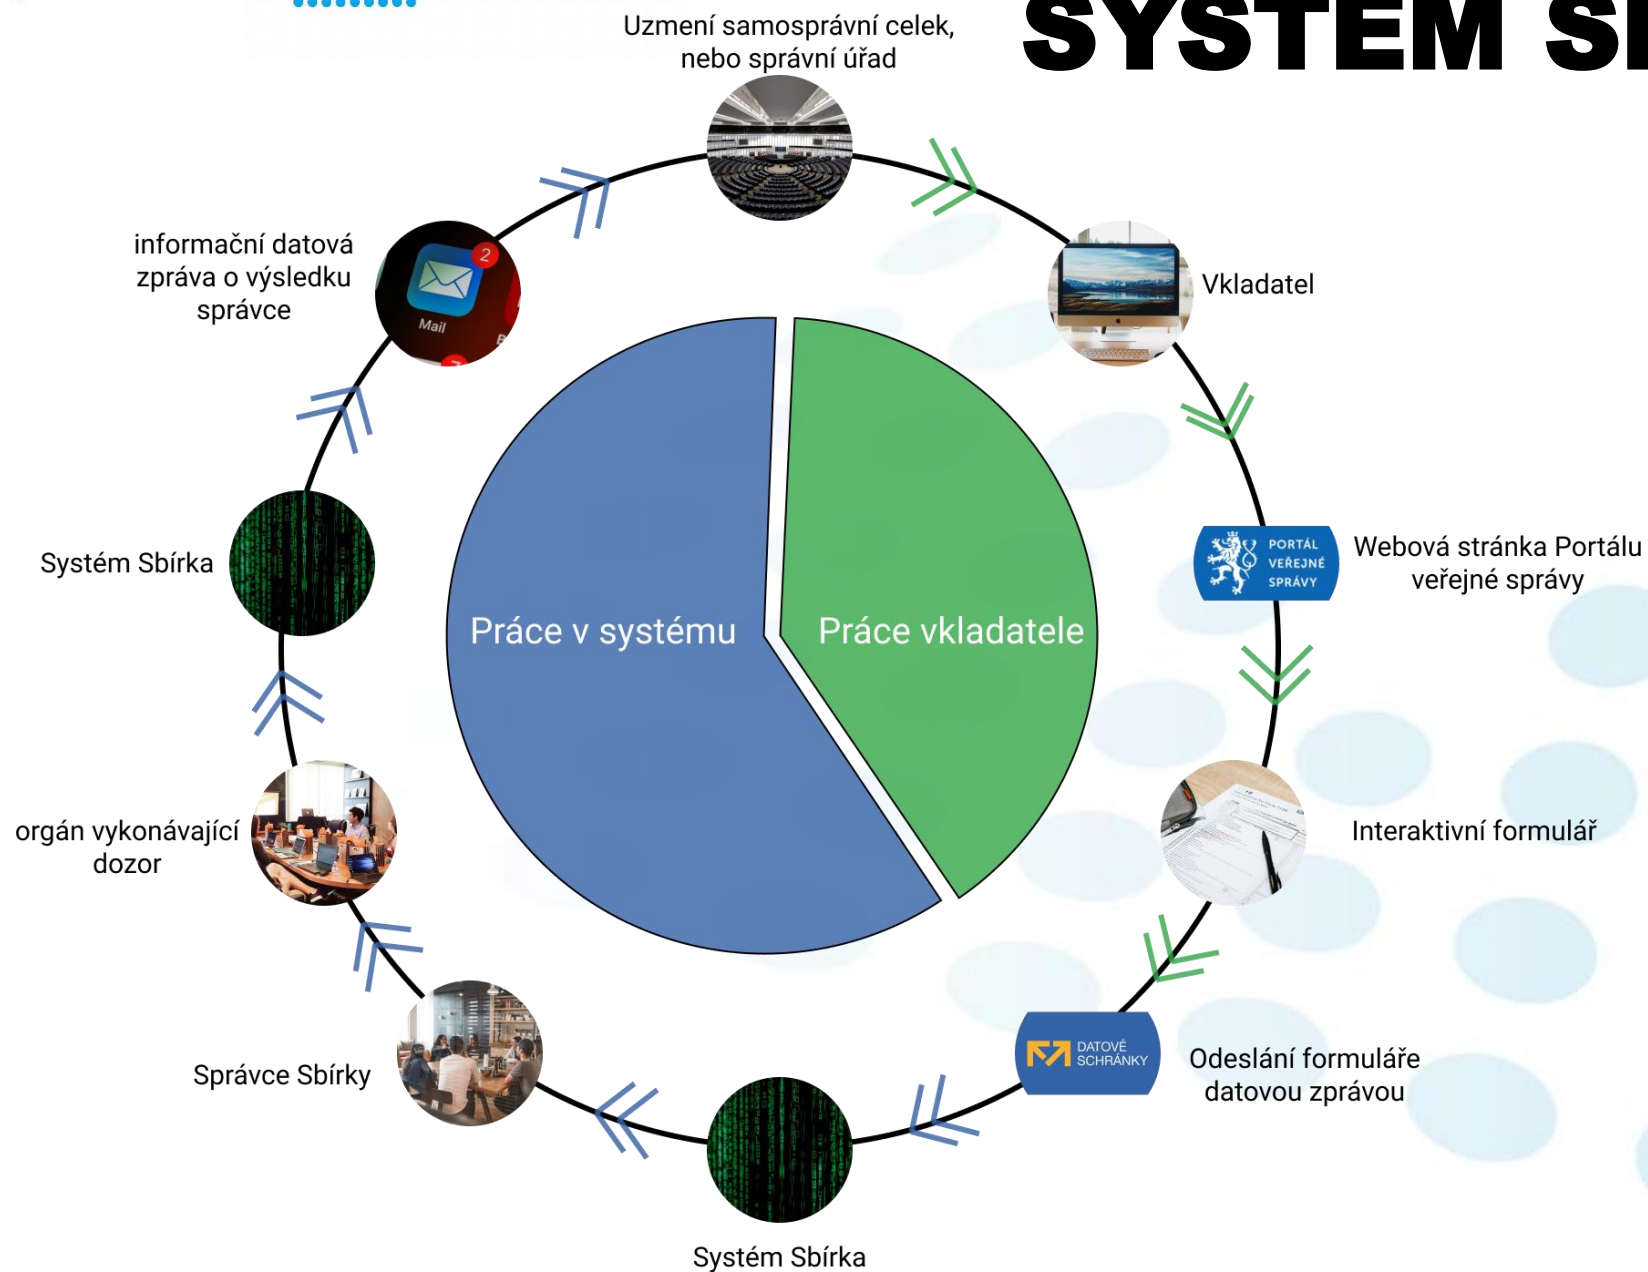 SYSTÉM
Uzmení samosprávní celek,
nebo správní úřad
informační datová
zpráva o výsledku
správce
2
Mail
Vkladatel
Systém Sbírka
PORTÁL
VEŘEJNÉ
SPRÁVY
Webová stránka Portálu
veřejné správy
Práce v systému
Práce vkladatele
orgán vykonávající
dozor
Interaktivní formulář
Správce Sbírky
DATOVÉ
SCHRÁNKY
Odeslání formuláře
datovou zprávou
Systém Sbírka